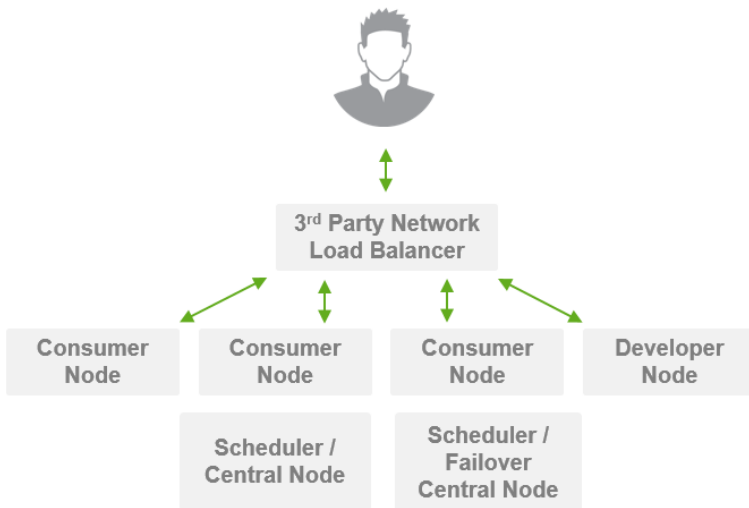 3rd Party Network
Load Balancer
Consumer
Node
Consumer
Node
Consumer
Node
Developer
Node
Scheduler /
Central Node
Scheduler /
Failover
Central Node